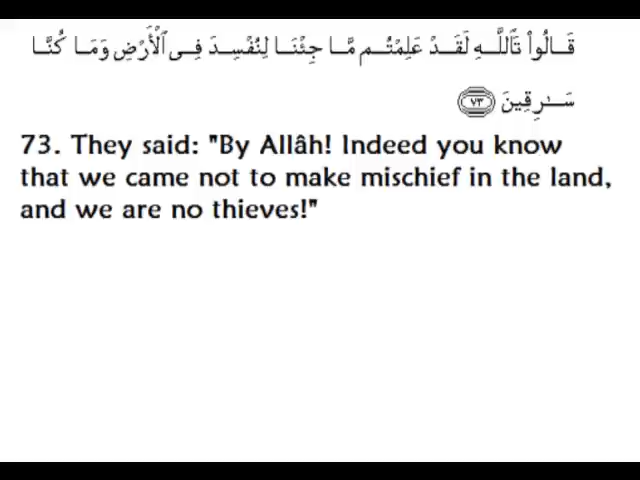 قَالُوا۟ تَٱللَّهِ لَقَدْ عَلِمْتُم مَّا جِئْنَا لِنُفْسِدَ فِى ٱلْأَرْضِ وَمَا كُنَّا
سَـٰرِقِينَ ٧٣
73. They said: "By Allâh! Indeed you know
that we came not to make mischief in the land,
and we are no thieves!"